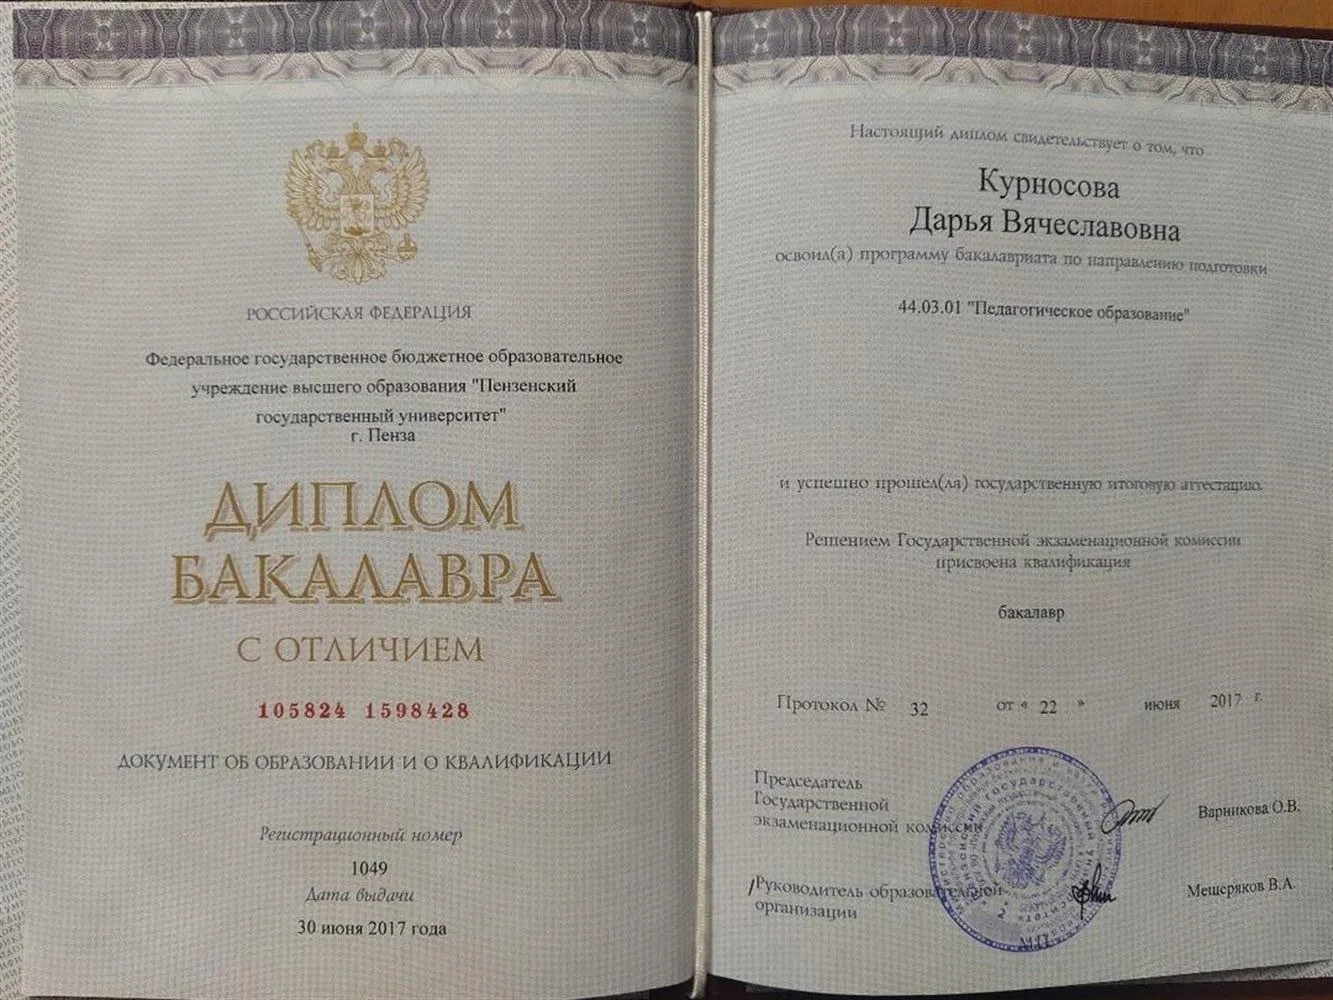 РОССИЙСКАЯ ФЕДЕРАЦИЯ
Федеральное государственное бюджетное образовательное
учреждение высшего образования "Пензенский
государственный университет"
г. Пенза
ДИПЛОМ
БАКАЛАВРА
С ОТЛИЧИЕМ
105824 1598428
ДОКУМЕНТ ОБ ОБРАЗОВАНИИ И О КВАЛИФИКАЦИИ
Регистрационный номер
1049
Дата выдачи
30 июня 2017 года
Настоящий диплом свидетельствует о том, что
Курносова
Дарья Вячеславовна
освоил(а) программу бакалавриата по направлению подготовки
44.03.01 "Педагогическое образование"
и успешно прошел(ла) государственную итоговую аттестацию.
Решением Государственной экзаменационной комиссии
присвоена квалификация
бакалавр
Протокол № 32 от « 22 » июня 2017 г.
Председатель
Государственной
экзаменационной комиссии
Варникова О.В.
Руководитель образовательной
организации
Мещеряков В.А.
М.П.